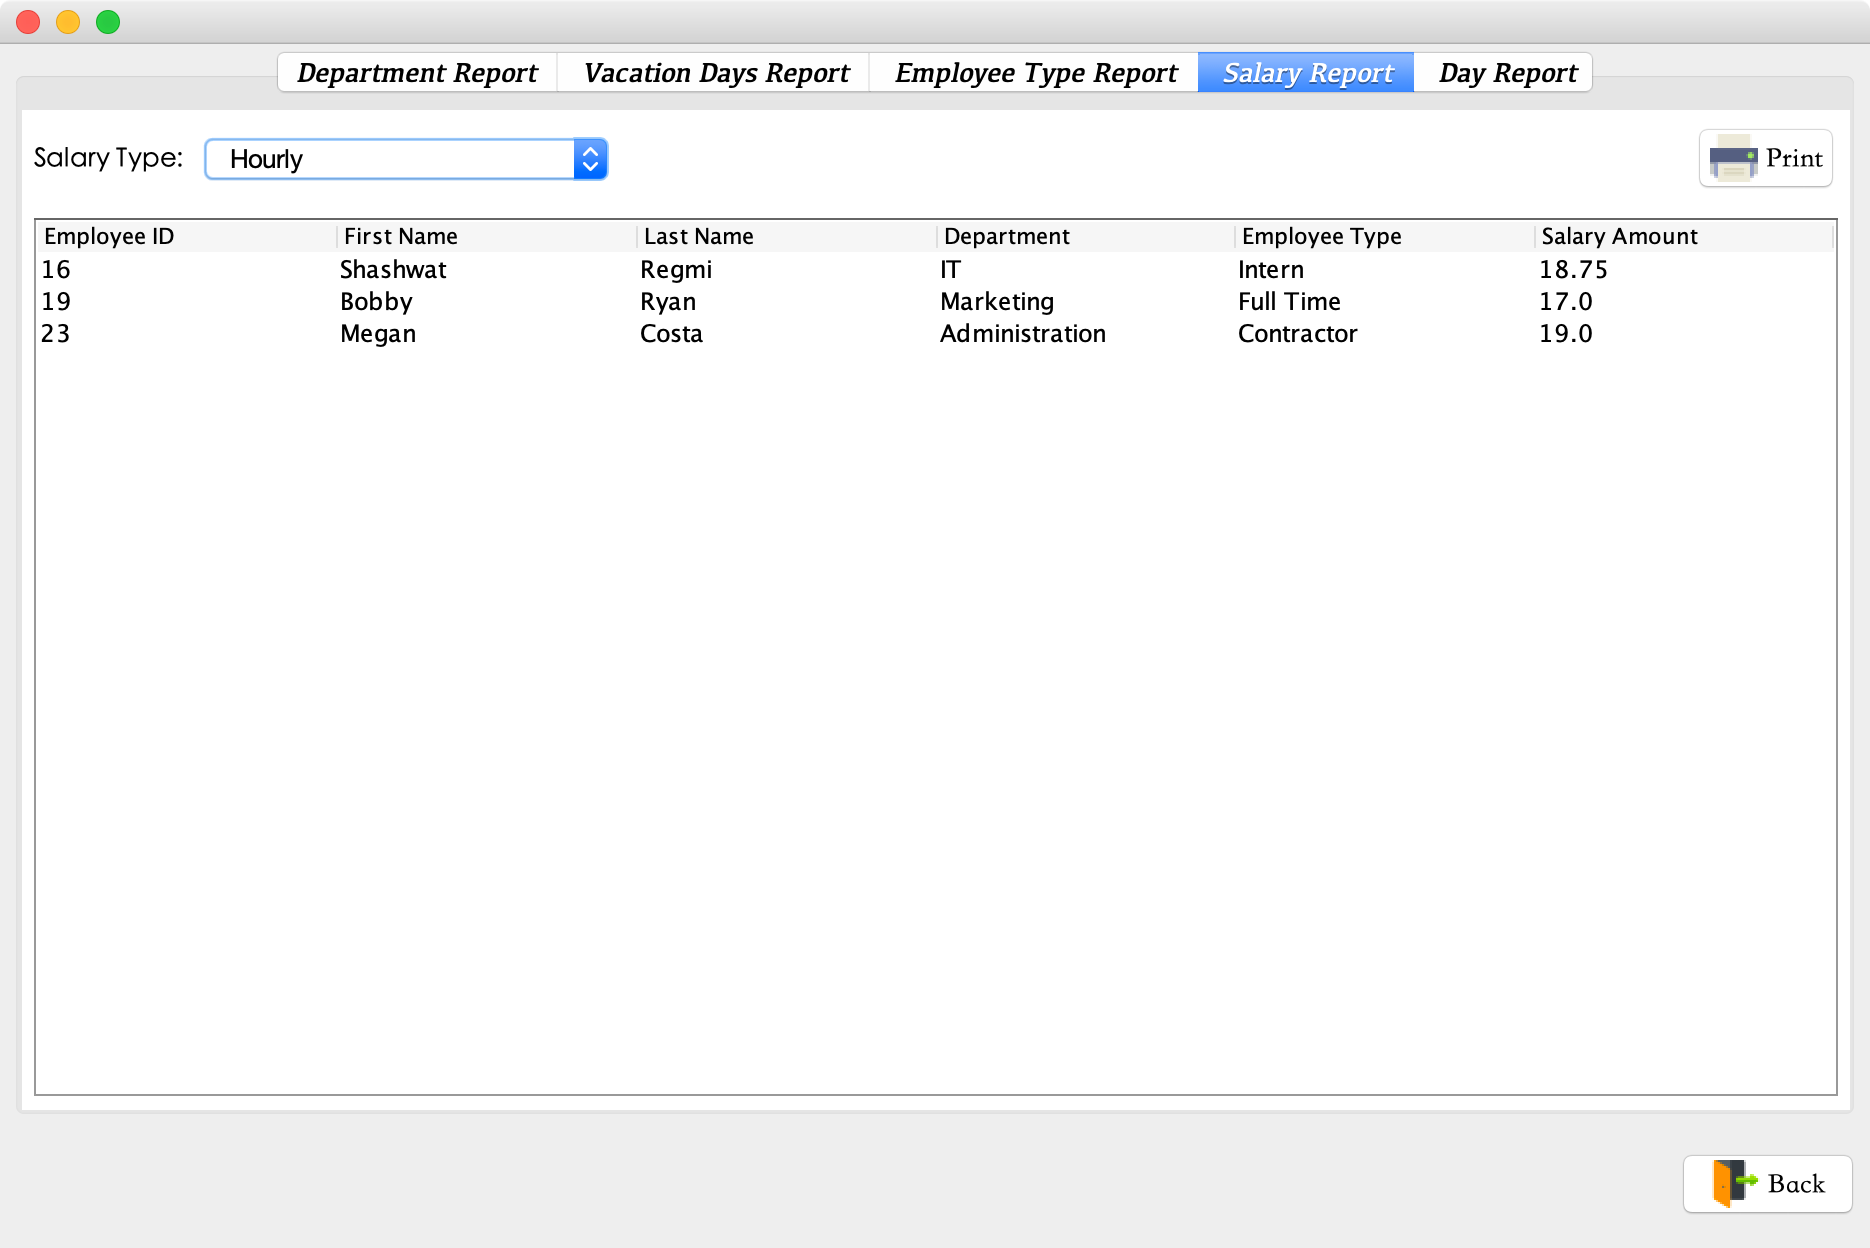 Department Report Vacation Days Report Employee Type Report Salary Report Day Report
Salary Type: Hourly Print
Employee ID First Name Last Name Department Employee Type Salary Amount
16 Shashwat Regmi IT Intern 18.75
19 Bobby Ryan Marketing Full Time 17.0
23 Megan Costa Administration Contractor 19.0
Back